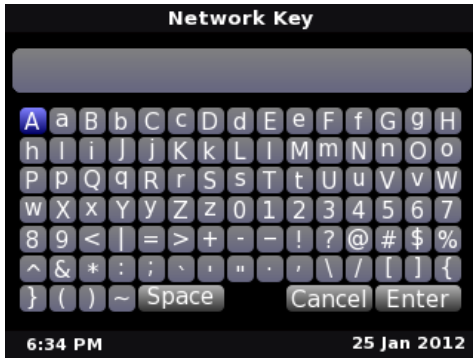 Network Key
A a B b C c D d E e F f G g H
h I i J j K k L l M m N n O o
P p Q q R r S s T t U u V v W
w X x Y y Z z 0 1 2 3 4 5 6 7
8 9 < | = > + - _ ! ? @ # $ %
^ & * : ; ` ' " . , \ / [ ] {
} ( ) ~ Space Cancel Enter
6:34 PM 25 Jan 2012